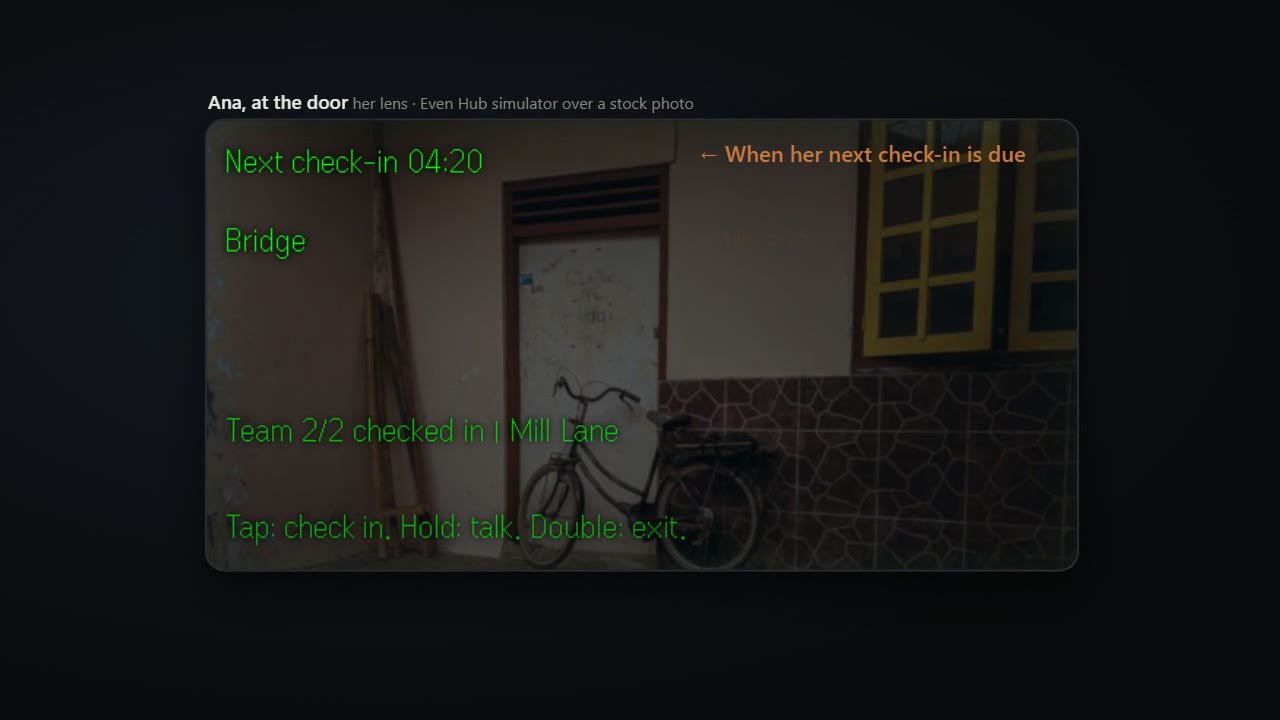 Ana, at the door her lens · Even Hub simulator over a stock photo
Next check-in 04:20
← When her next check-in is due
Bridge
Team 2/2 checked in | Mill Lane
Tap: check in. Hold: talk. Double: exit.